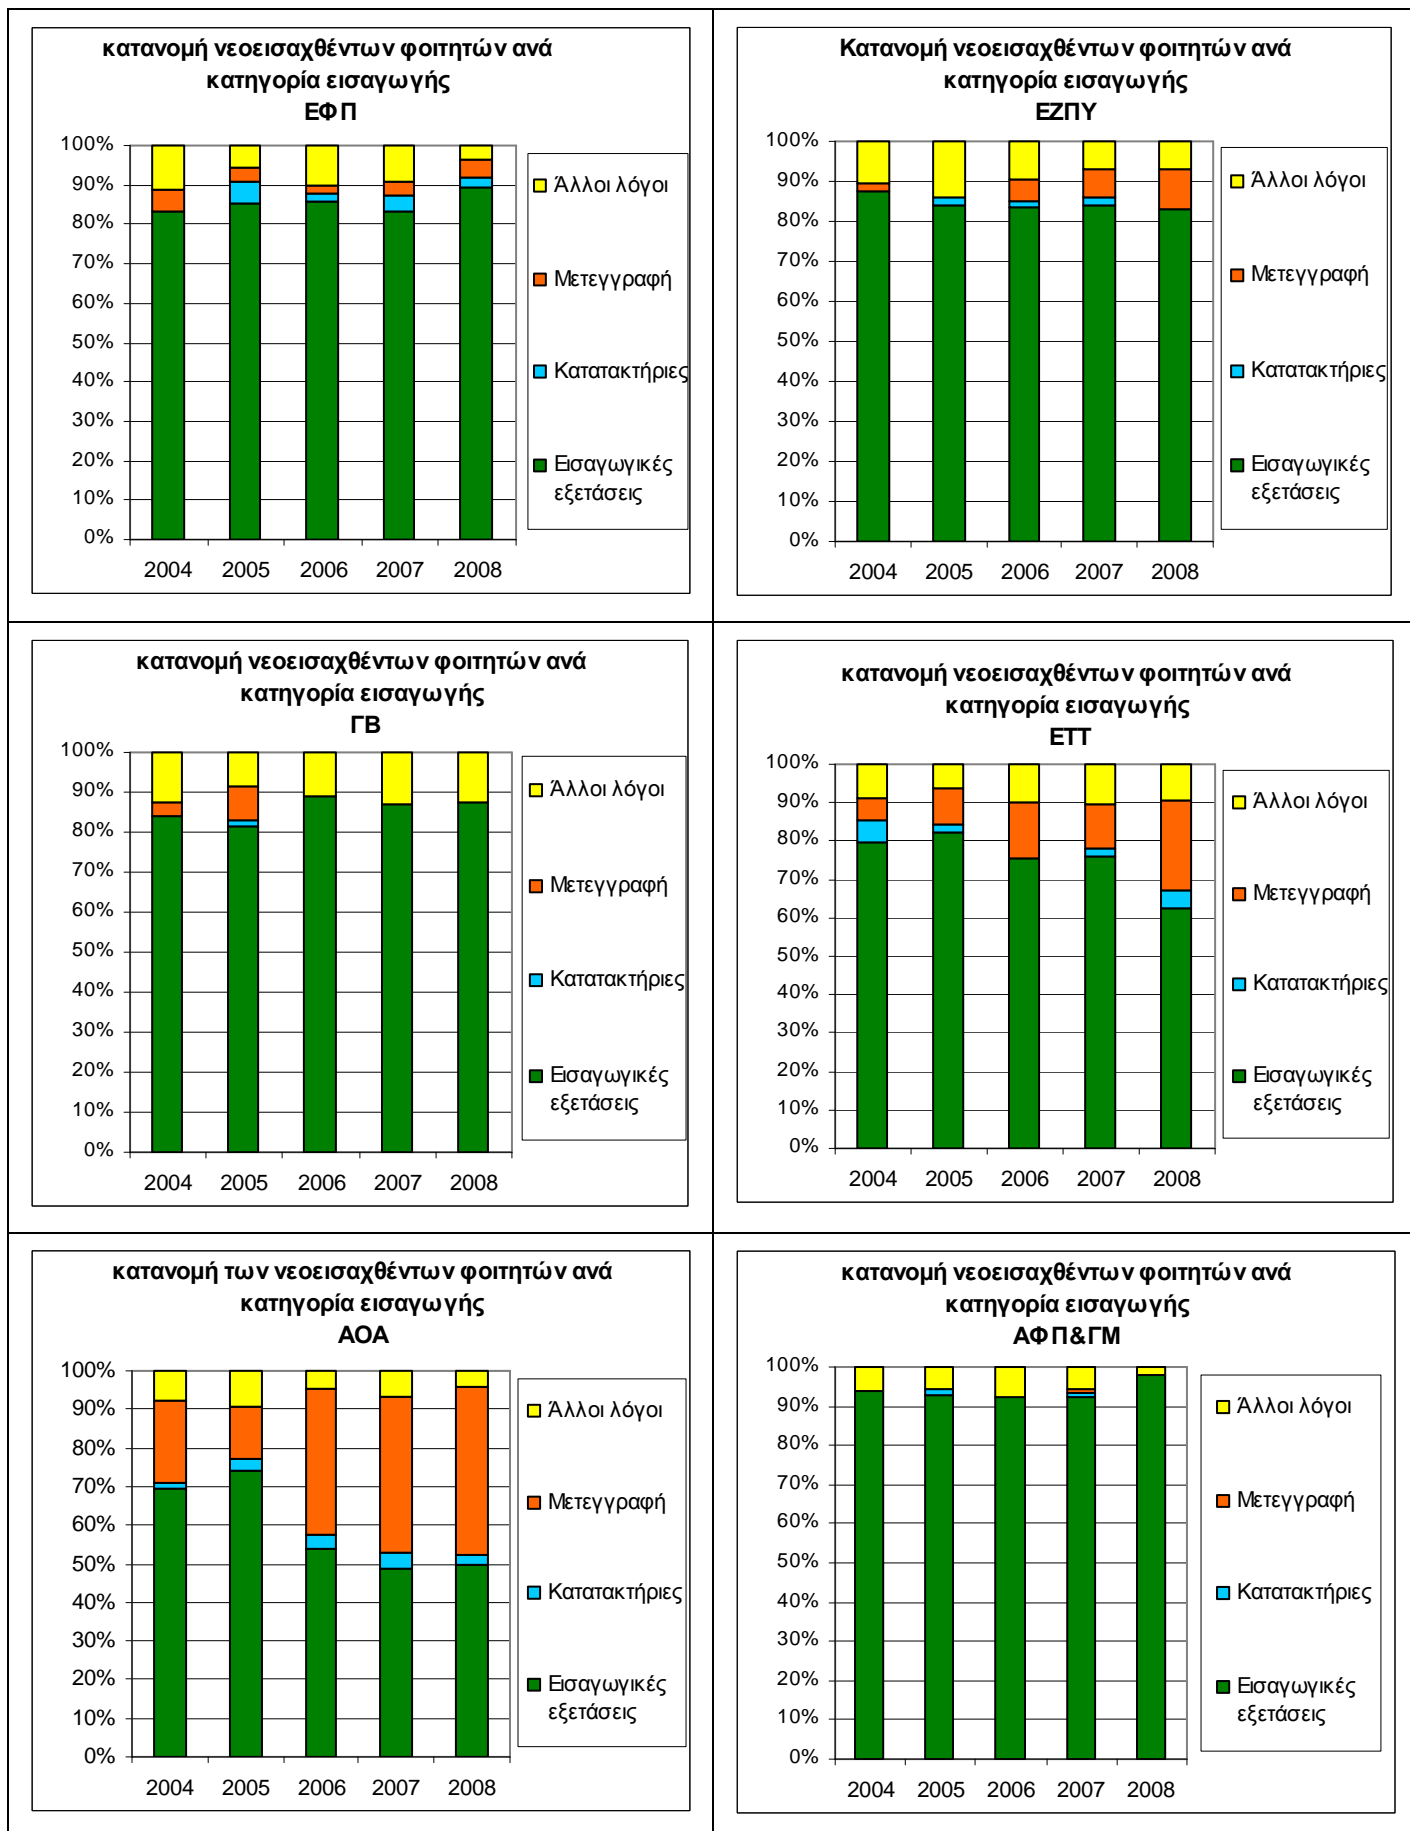 κατανομή νεοεισαχθέντων φοιτητών ανά
κατηγορία εισαγωγής
ΕΦΠ
100%
90%
80%
70%
60%
50%
40%
30%
20%
10%
0%
2004 2005 2006 2007 2008
Άλλοι λόγοι
Μετεγγραφή
Κατατακτήριες
Εισαγωγικές
εξετάσεις
Κατανομή νεοεισαχθέντων φοιτητών ανά
κατηγορία εισαγωγής
ΕΖΠΥ
100%
90%
80%
70%
60%
50%
40%
30%
20%
10%
0%
2004 2005 2006 2007 2008
Άλλοι λόγοι
Μετεγγραφή
Κατατακτήριες
Εισαγωγικές
εξετάσεις
κατανομή νεοεισαχθέντων φοιτητών ανά
κατηγορία εισαγωγής
ΓΒ
100%
90%
80%
70%
60%
50%
40%
30%
20%
10%
0%
2004 2005 2006 2007 2008
Άλλοι λόγοι
Μετεγγραφή
Κατατακτήριες
Εισαγωγικές
εξετάσεις
κατανομή νεοεισαχθέντων φοιτητών ανά
κατηγορία εισαγωγής
ΕΤΤ
100%
90%
80%
70%
60%
50%
40%
30%
20%
10%
0%
2004 2005 2006 2007 2008
Άλλοι λόγοι
Μετεγγραφή
Κατατακτήριες
Εισαγωγικές
εξετάσεις
κατανομή των νεοεισαχθέντων φοιτητών ανά
κατηγορία εισαγωγής
ΑΟΑ
100%
90%
80%
70%
60%
50%
40%
30%
20%
10%
0%
2004 2005 2006 2007 2008
Άλλοι λόγοι
Μετεγγραφή
Κατατακτήριες
Εισαγωγικές
εξετάσεις
κατανομή νεοεισαχθέντων φοιτητών ανά
κατηγορία εισαγωγής
ΑΦΠ&ΓΜ
100%
90%
80%
70%
60%
50%
40%
30%
20%
10%
0%
2004 2005 2006 2007 2008
Άλλοι λόγοι
Μετεγγραφή
Κατατακτήριες
Εισαγωγικές
εξετάσεις